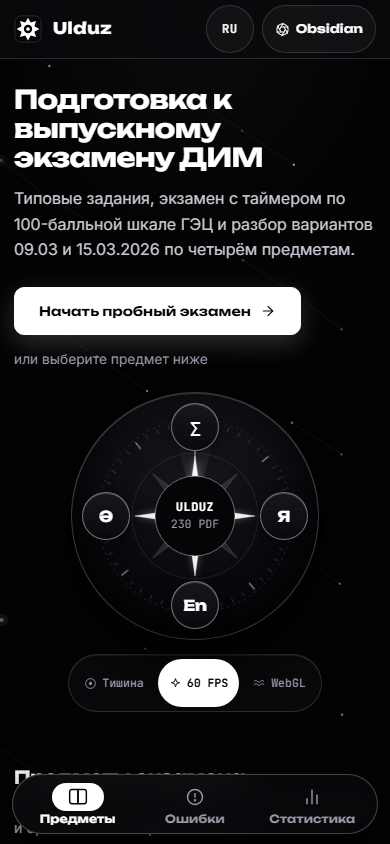 Ulduz
RU
Obsidian
Подготовка к
выпускному
экзамену ДИМ
Типовые задания, экзамен с таймером по
100-балльной шкале ГЭЦ и разбор вариантов
09.03 и 15.03.2026 по четырём предметам.
Начать пробный экзамен →
или выберите предмет ниже
Σ
ə
ULDUZ
230 PDF
Я
En
Тишина
60 FPS
WebGL
Предметы
Ошибки
Статистика